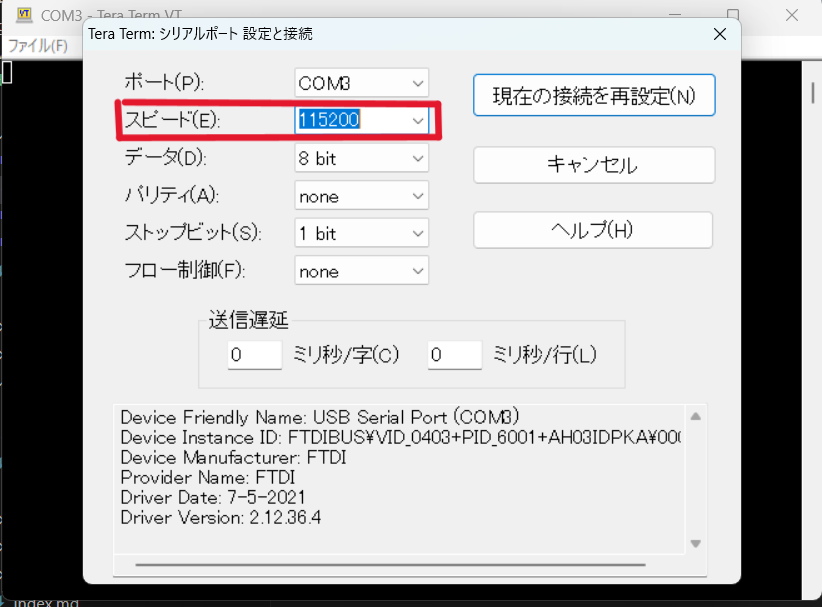 COM3 - Tera Term VT
ファイル(F)
Tera Term: シリアルポート 設定と接続
ポート(P): COM3
現在の接続を再設定(N)
スピード(E): 115200
データ(D): 8 bit
キャンセル
パリティ(A): none
ストップビット(S): 1 bit
ヘルプ(H)
フロー制御(F): none
送信遅延
0 ミリ秒/字(C) 0 ミリ秒/行(L)
Device Friendly Name: USB Serial Port (COM3)
Device Instance ID: FTDIBUS¥VID_0403+PID_6001+AH03IDPKA¥000
Device Manufacturer: FTDI
Provider Name: FTDI
Driver Date: 7-5-2021
Driver Version: 2.12.36.4
index.md